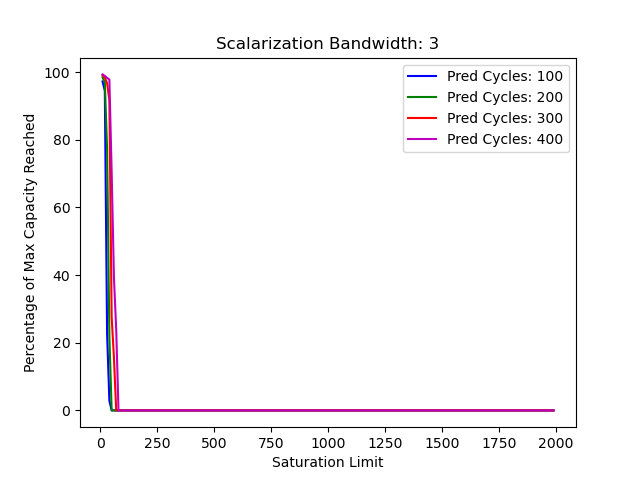 Scalarization Bandwidth: 3
Pred Cycles: 100
Pred Cycles: 200
Pred Cycles: 300
Pred Cycles: 400
Percentage of Max Capacity Reached
100
80
60
40
20
0
0 250 500 750 1000 1250 1500 1750 2000
Saturation Limit